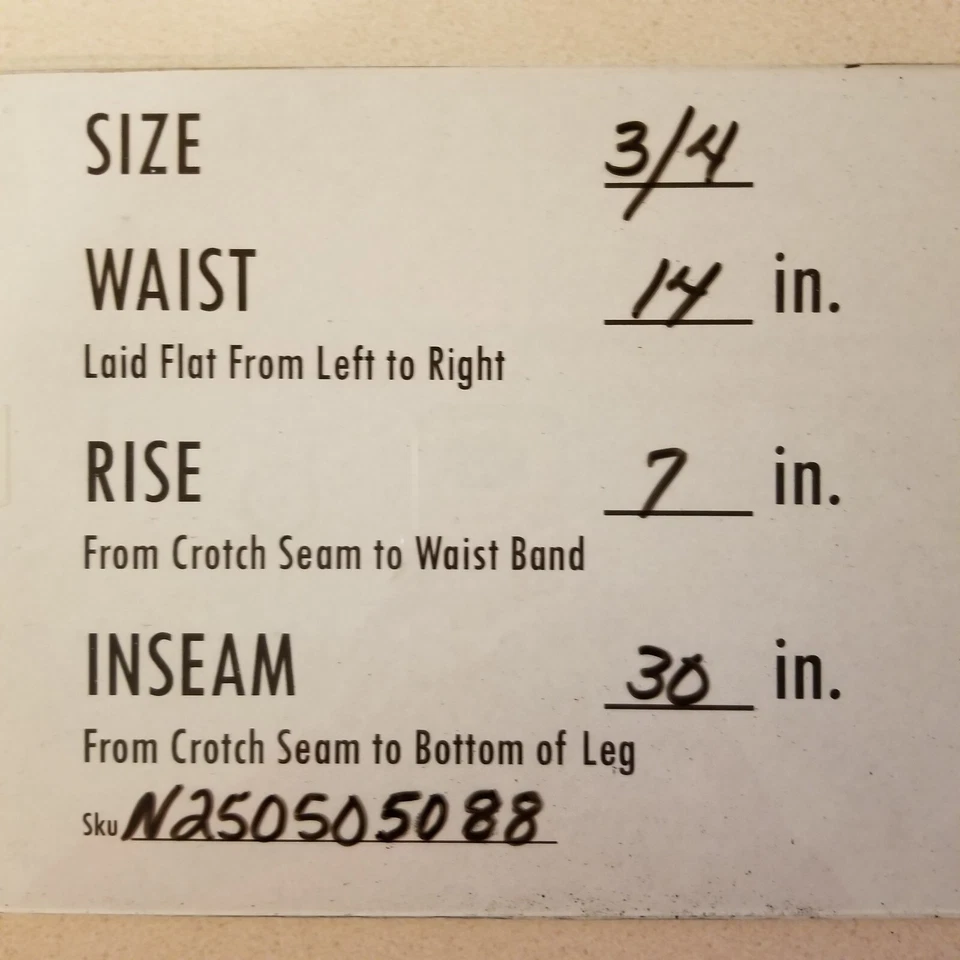 SIZE 3/4
WAIST 14 in.
Laid Flat From Left to Right
RISE 7 in.
From Crotch Seam to Waist Band
INSEAM 30 in.
From Crotch Seam to Bottom of Leg
Sku N250505088